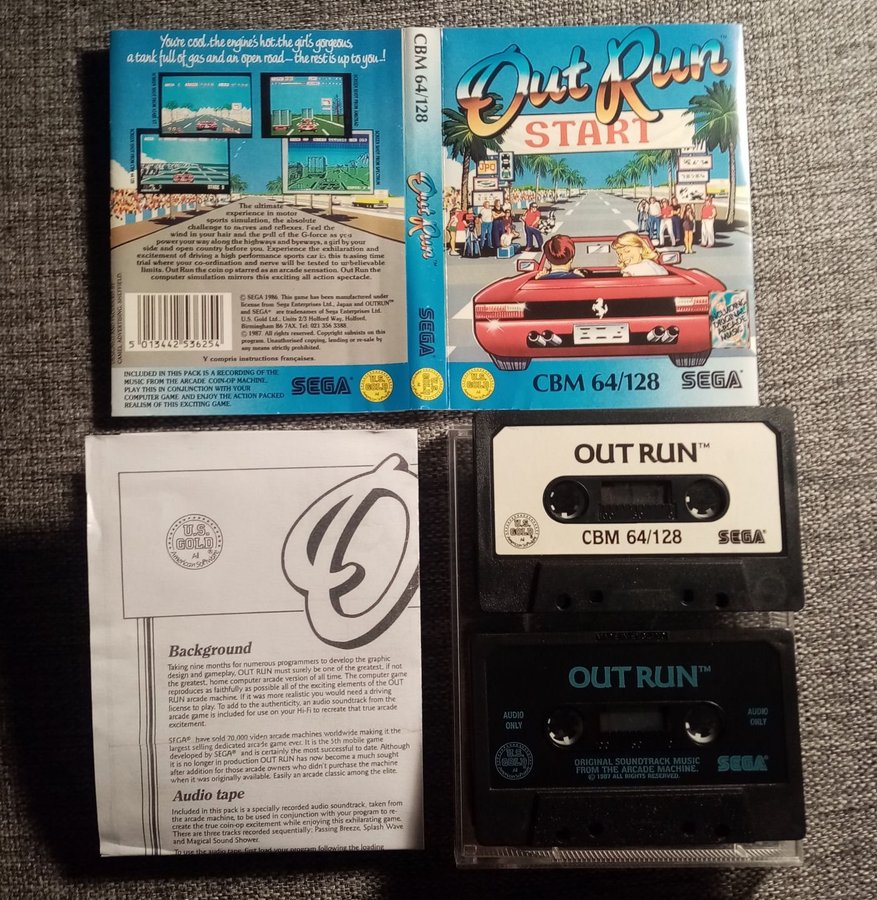 You're cool, the engine's hot, the girl's gorgeous,
a tank full of gas and an open road — the rest is up to you..!
The ultimate
experience in motor
sports simulation, the absolute
challenge to nerves and reflexes. Feel the
wind in your hair and the pull of the G-force as you
power your way along the highways and byeways, a girl by your
side and open country before you. Experience the exhilaration and
excitement of driving a high performance sports car in this teasing time
trial where your co-ordination and nerve will be tested to unbelievable
limits. Out Run the coin op starred as an arcade sensation. Out Run the
computer simulation mirrors this exciting all action spectacle.
5 013442 536254
© SEGA 1986. This game has been manufactured under
license from Sega Enterprises Ltd., Japan and OUTRUN™
and SEGA® are trademarks of Sega Enterprises Ltd.
U.S. Gold Ltd., Units 2/3 Holford Way, Holford,
Birmingham B6 7AX. Tel: 021 356 3388.
© 1987. All rights reserved. Copyright subsists on this
program. Unauthorised copying, lending or re-sale by
any means strictly prohibited.
Y compris instructions françaises.
INCLUDED IN THIS PACK IS A RECORDING OF THE
MUSIC FROM THE ARCADE COIN-OP MACHINE.
PLAY THIS IN CONJUNCTION WITH YOUR
COMPUTER GAME AND ENJOY THE ACTION PACKED
REALISM OF THIS EXCITING GAME.
SEGA
U.S. GOLD
CBM 64/128
Out Run™
SEGA
Out Run™
START
JPC
CBM 64/128
SEGA®
U.S. GOLD
U.S.
GOLD®
All
American Software
Background
Taking nine months for numerous programmers to develop the graphic
design and gameplay, OUT RUN must surely be one of the greatest, if not
the greatest, home computer arcade version of all time. The computer game
reproduces as faithfully as possible all of the exciting elements of the OUT
RUN arcade machine. If it was more realistic you would need a driving
license to play. To add to the authenticity, an audio soundtrack from the
arcade game is included for use on your Hi-Fi to recreate that true arcade
excitement.
SEGA® have sold 20,000 video arcade machines worldwide making it the
largest selling dedicated arcade game ever. It is the 5th mobile game
developed by SEGA® and is certainly the most successful to date. Although
it is no longer in production OUT RUN has now become a much sought
after addition for those arcade owners who didn't purchase the machine
when it was originally available. Easily an arcade classic among the elite.
Audio tape
Included in this pack is a specially recorded audio soundtrack, taken from
the arcade machine, to be used in conjunction with your program to re-
create the true coin-op excitement while enjoying this exhilarating game.
There are three tracks recorded sequentially: Passing Breeze, Splash Wave
and Magical Sound Shower.
To use the audio tape, first load your program following the loading
OUT RUN™
CBM 64/128
SEGA®
OUT RUN™
AUDIO
ONLY
AUDIO
ONLY
ORIGINAL SOUNDTRACK MUSIC
FROM THE ARCADE MACHINE.
© 1987 ALL RIGHTS RESERVED.
SEGA®